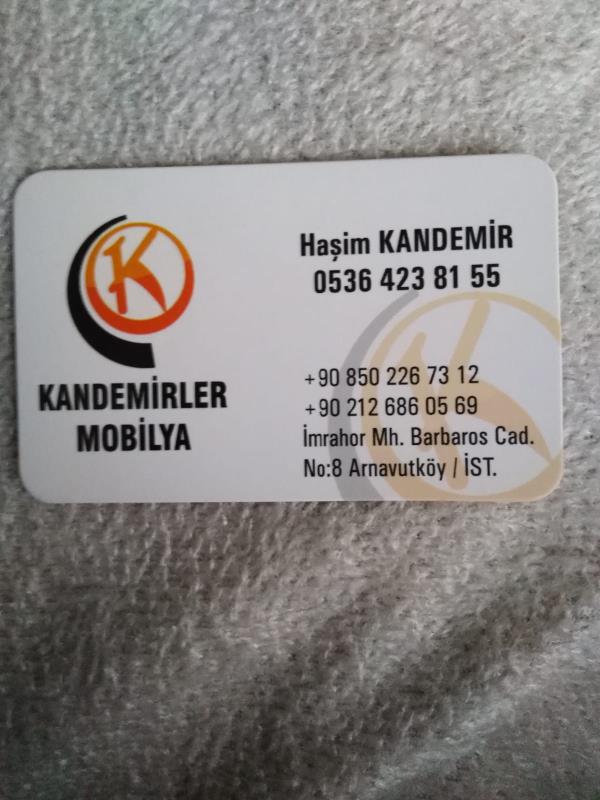 K
KANDEMİRLER
MOBİLYA
Haşim KANDEMİR
0536 423 81 55
+90 850 226 73 12
+90 212 686 05 69
İmrahor Mh. Barbaros Cad.
No:8 Arnavutköy / İST.